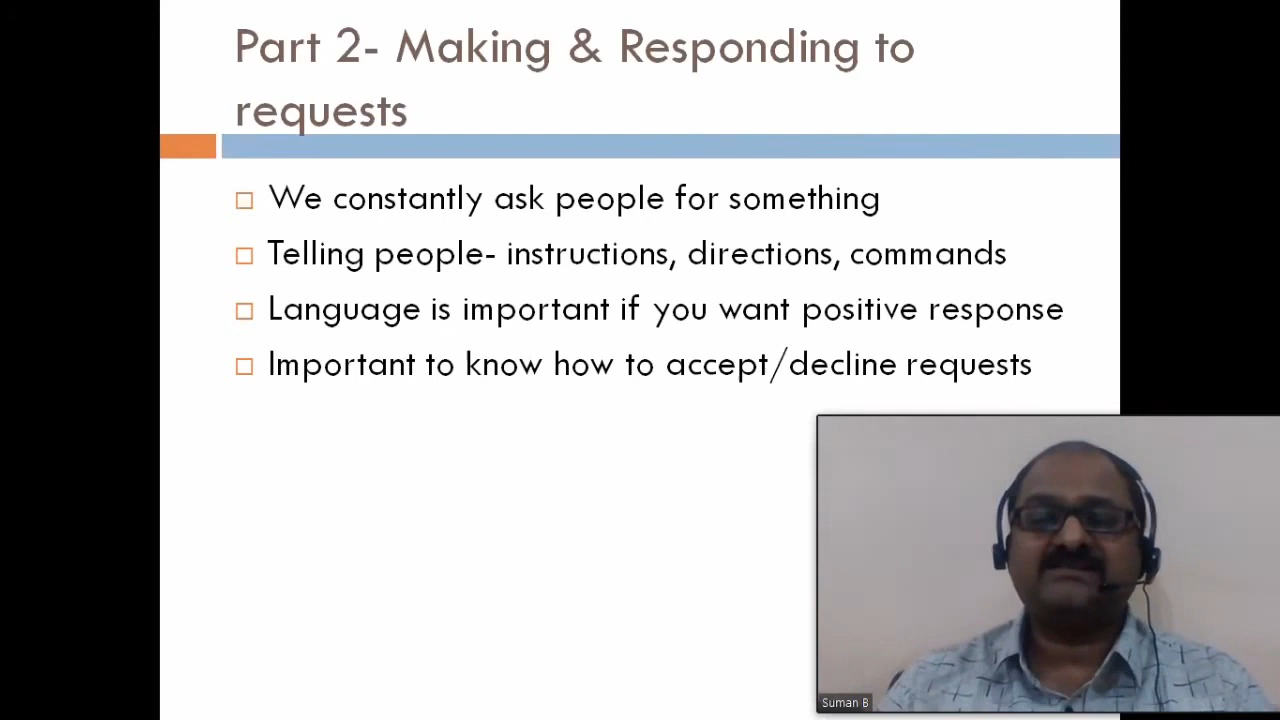 Part 2- Making & Responding to
requests
We constantly ask people for something
Telling people- instructions, directions, commands
Language is important if you want positive response
Important to know how to accept/decline requests
Suman B